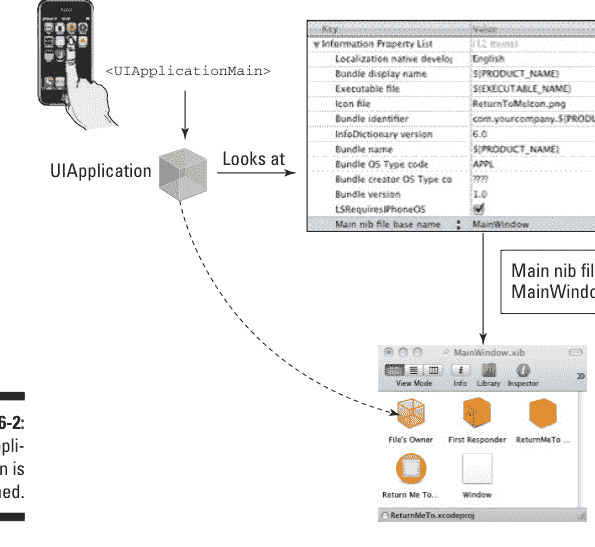 <UIApplicationMain>
UIApplication
Looks at
Key Value
Information Property List (12 items)
Localization native develop English
Bundle display name ${PRODUCT_NAME}
Executable file ${EXECUTABLE_NAME}
Icon file ReturnToMeIcon.png
Bundle identifier com.yourcompany.${PRODU
InfoDictionary version 6.0
Bundle name ${PRODUCT_NAME}
Bundle OS Type code APPL
Bundle creator OS Type co ????
Bundle version 1.0
LSRequiresIPhoneOS
Main nib file base name MainWindow
Main nib fil
MainWindo
MainWindow.xib
View Mode Info Library Inspector
File's Owner First Responder ReturnMeTo ...
Return Me To... Window
ReturnMeTo.xcodeproj
6-2:
ppli-
n is
ned.